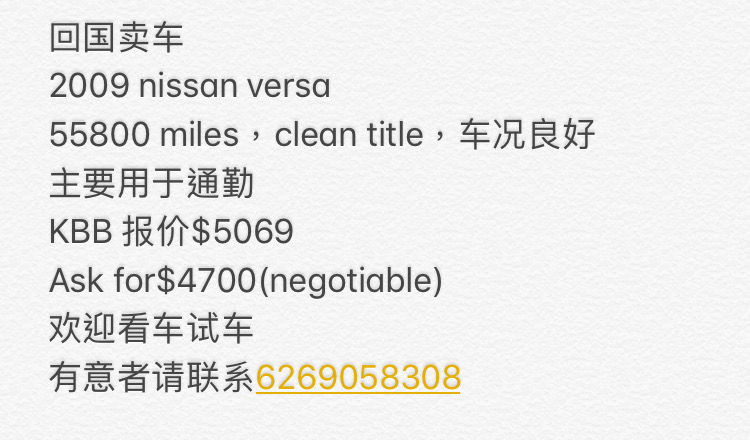 回国卖车
2009 nissan versa
55800 miles，clean title，车况良好
主要用于通勤
KBB 报价$5069
Ask for$4700(negotiable)
欢迎看车试车
有意者请联系6269058308